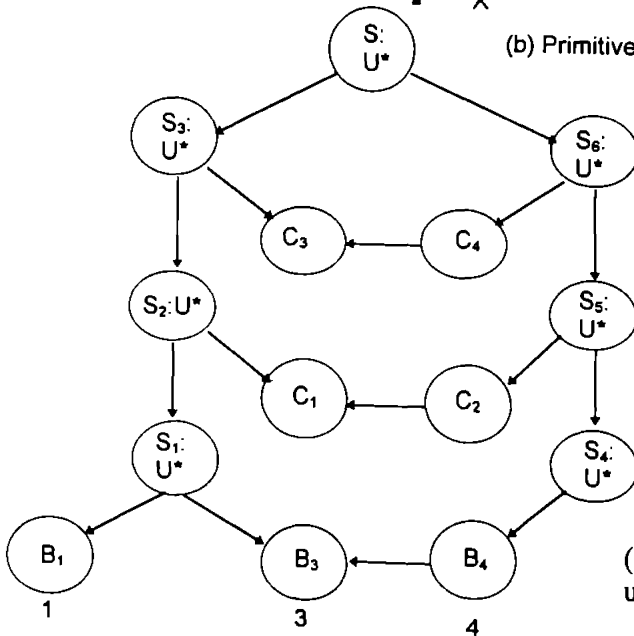 X
(b) Primitive
S:
U*
S₃:
U*
S₆:
U*
C₃
C₄
S₂:U*
S₅:
U*
C₁
C₂
S₁:
U*
S₄:
U*
B₁
B₃
B₄
(
u
1
3
4